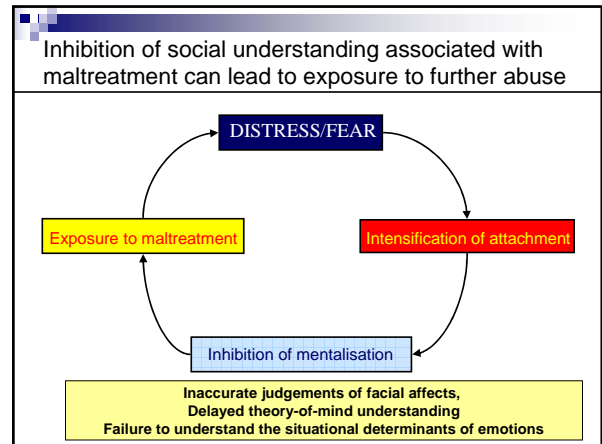 Inhibition of social understanding associated with
maltreatment can lead to exposure to further abuse
DISTRESS/FEAR
Exposure to maltreatment
Intensification of attachment
Inhibition of mentalisation
Inaccurate judgements of facial affects,
Delayed theory-of-mind understanding
Failure to understand the situational determinants of emotions